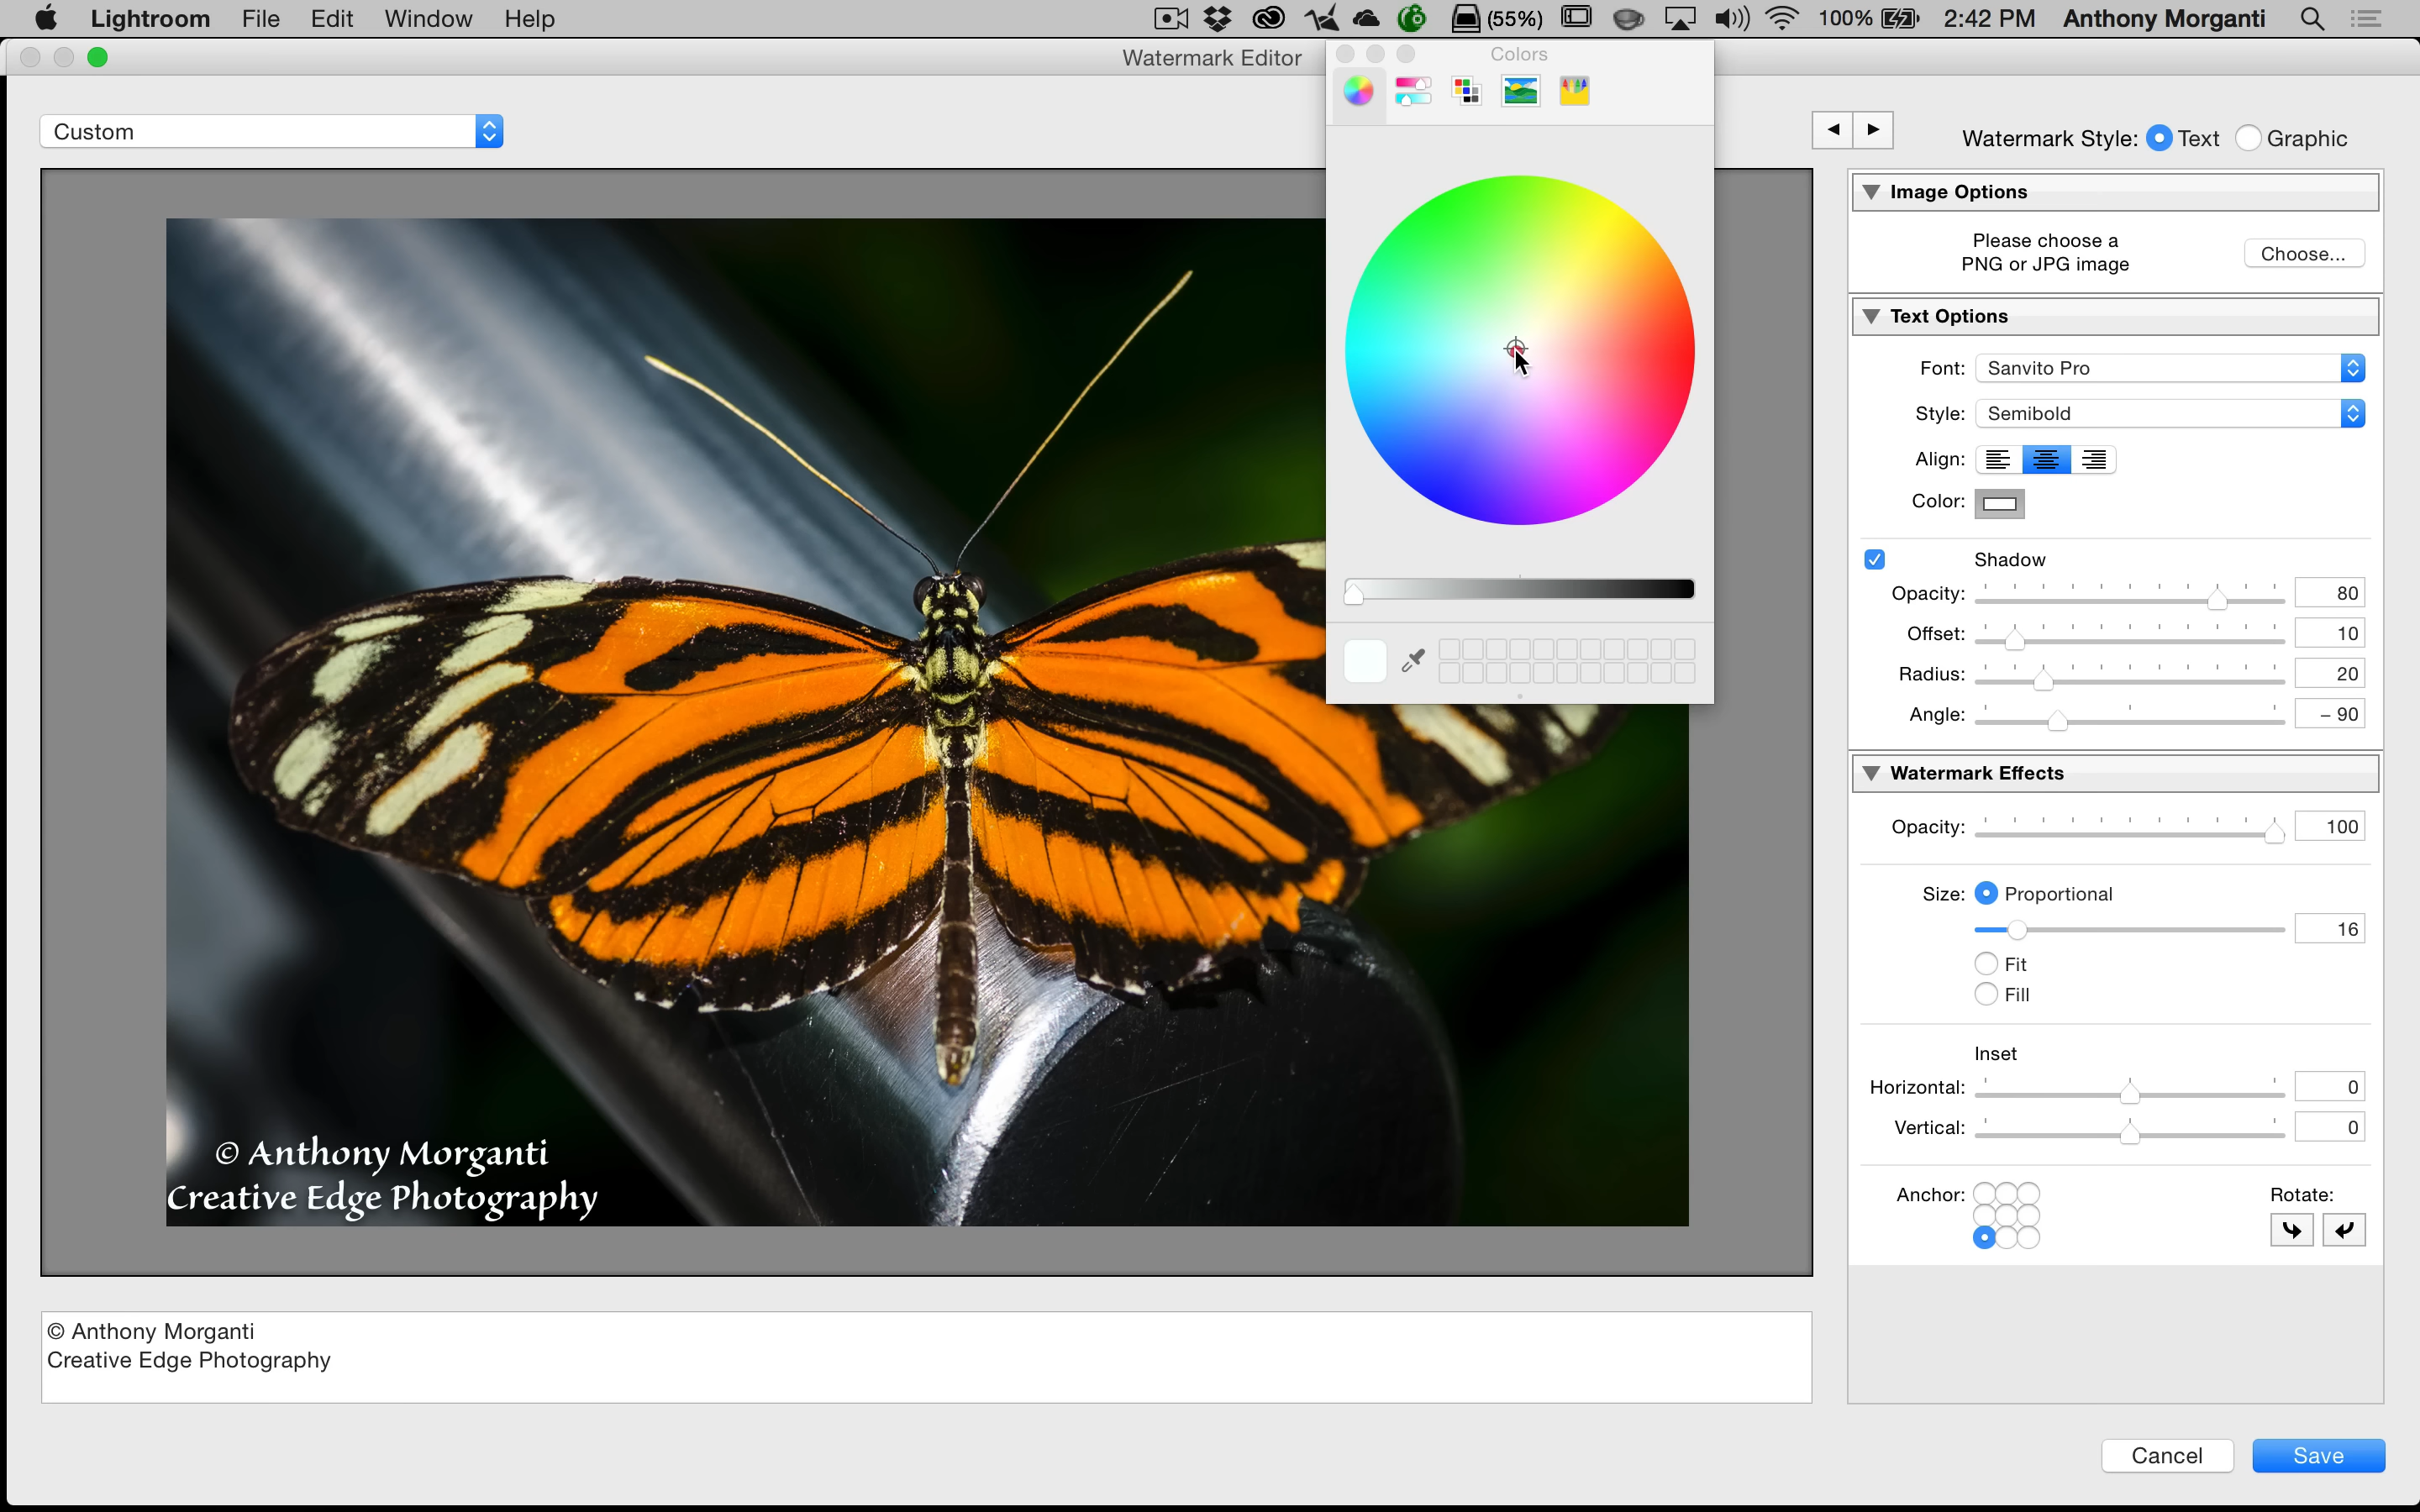 Lightroom File Edit Window Help (55%) 100% 2:42 PM Anthony Morganti
Watermark Editor
Colors
Custom
Watermark Style: Text Graphic
Image Options
Please choose a
PNG or JPG image
Choose...
Text Options
Font: Sanvito Pro
Style: Semibold
Align:
Color:
Shadow
Opacity: 80
Offset: 10
Radius: 20
Angle: – 90
Watermark Effects
Opacity: 100
Size: Proportional
16
Fit
Fill
Inset
Horizontal: 0
Vertical: 0
Anchor: Rotate:
© Anthony Morganti
Creative Edge Photography
© Anthony Morganti
Creative Edge Photography
Cancel Save